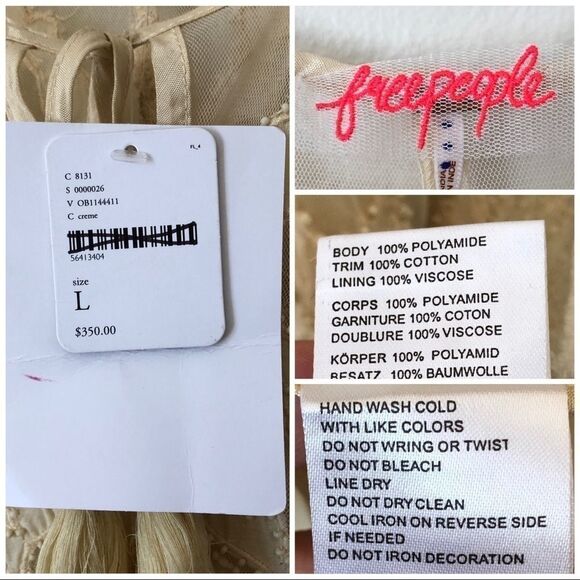 FL_4
C 8131
S 0000026
V OB1144411
C creme
56413404
size
L
$350.00
freepeople
BODY 100% POLYAMIDE
TRIM 100% COTTON
LINING 100% VISCOSE
CORPS 100% POLYAMIDE
GARNITURE 100% COTON
DOUBLURE 100% VISCOSE
KÖRPER 100% POLYAMID
BESATZ 100% BAUMWOLLE
HAND WASH COLD
WITH LIKE COLORS
DO NOT WRING OR TWIST
DO NOT BLEACH
LINE DRY
DO NOT DRY CLEAN
COOL IRON ON REVERSE SIDE
IF NEEDED
DO NOT IRON DECORATION